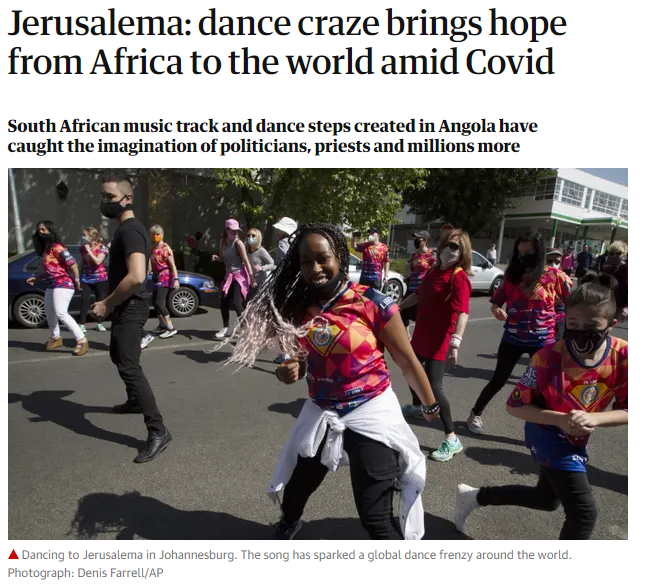 Jerusalema: dance craze brings hope
from Africa to the world amid Covid
South African music track and dance steps created in Angola have
caught the imagination of politicians, priests and millions more
Dancing to Jerusalema in Johannesburg. The song has sparked a global dance frenzy around the world.
Photograph: Denis Farrell/AP